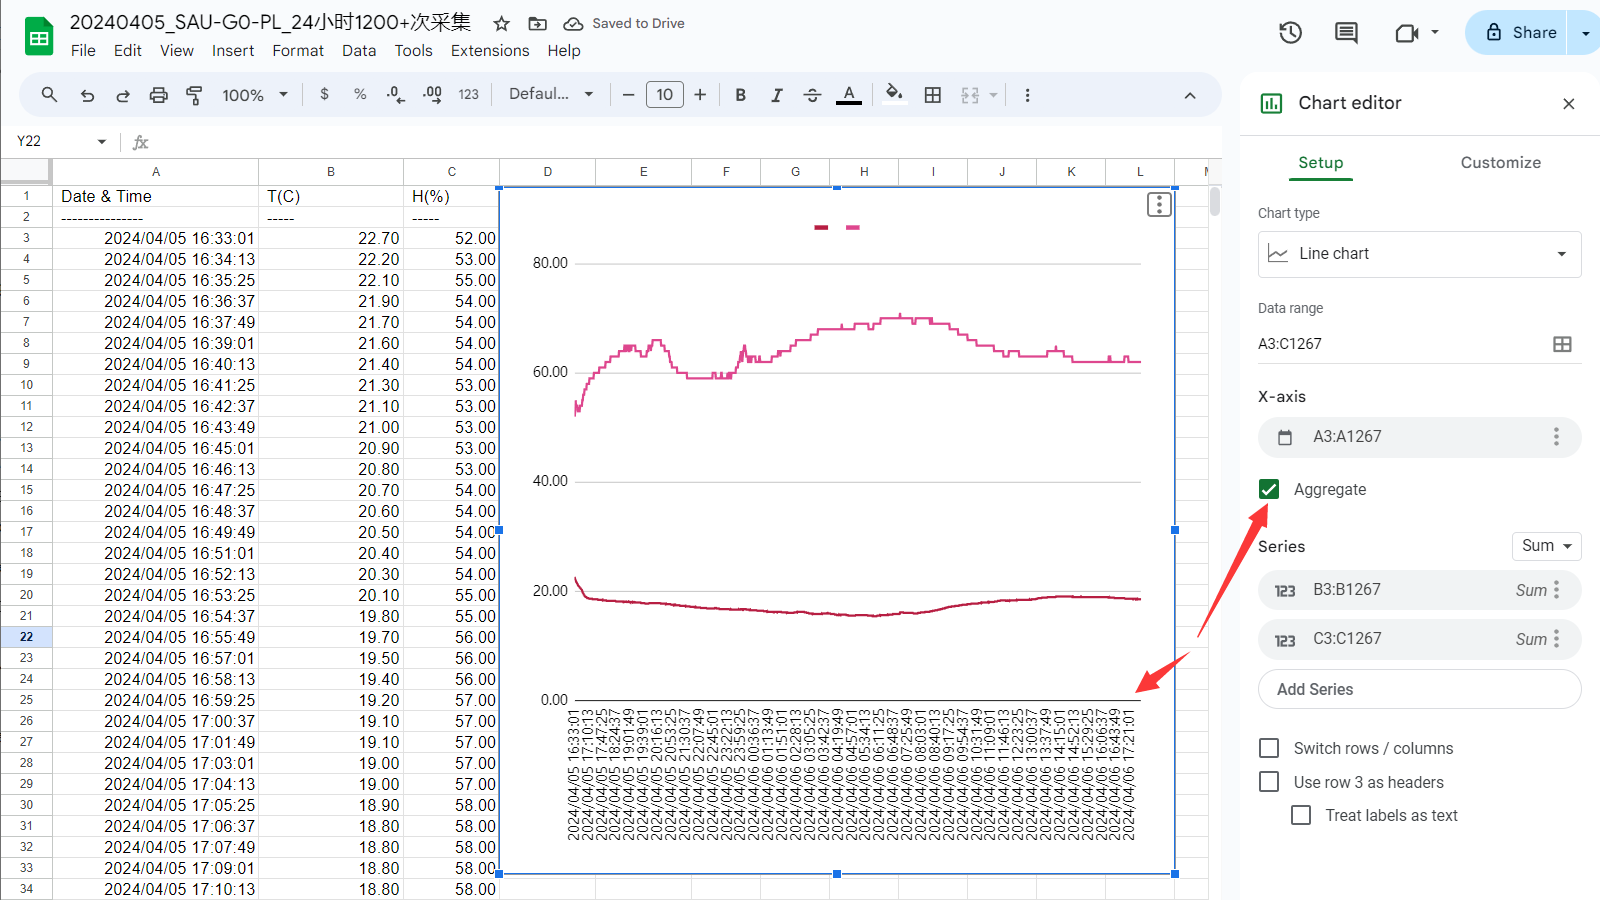 20240405_SAU-G0-PL_24小时1200+次采集 Saved to Drive
File Edit View Insert Format Data Tools Extensions Help
Share
100% $ % .0 .00 123 Defaul... 10 B I A
Y22 fx
Chart editor
Setup Customize
A B C D E F G H I J K L
1 Date & Time T(C) H(%)
2 --------------- ----- -----
3 2024/04/05 16:33:01 22.70 52.00
4 2024/04/05 16:34:13 22.20 53.00
5 2024/04/05 16:35:25 22.10 55.00
6 2024/04/05 16:36:37 21.90 54.00
7 2024/04/05 16:37:49 21.70 54.00
8 2024/04/05 16:39:01 21.60 54.00
9 2024/04/05 16:40:13 21.40 54.00
10 2024/04/05 16:41:25 21.30 53.00
11 2024/04/05 16:42:37 21.10 53.00
12 2024/04/05 16:43:49 21.00 53.00
13 2024/04/05 16:45:01 20.90 53.00
14 2024/04/05 16:46:13 20.80 53.00
15 2024/04/05 16:47:25 20.70 54.00
16 2024/04/05 16:48:37 20.60 54.00
17 2024/04/05 16:49:49 20.50 54.00
18 2024/04/05 16:51:01 20.40 54.00
19 2024/04/05 16:52:13 20.30 54.00
20 2024/04/05 16:53:25 20.10 55.00
21 2024/04/05 16:54:37 19.80 55.00
22 2024/04/05 16:55:49 19.70 56.00
23 2024/04/05 16:57:01 19.50 56.00
24 2024/04/05 16:58:13 19.40 56.00
25 2024/04/05 16:59:25 19.20 57.00
26 2024/04/05 17:00:37 19.10 57.00
27 2024/04/05 17:01:49 19.10 57.00
28 2024/04/05 17:03:01 19.00 57.00
29 2024/04/05 17:04:13 19.00 57.00
30 2024/04/05 17:05:25 18.90 58.00
31 2024/04/05 17:06:37 18.80 58.00
32 2024/04/05 17:07:49 18.80 58.00
33 2024/04/05 17:09:01 18.80 58.00
34 2024/04/05 17:10:13 18.80 58.00
80.00
60.00
40.00
20.00
0.00
2024/04/05 16:33:01
2024/04/05 17:10:13
2024/04/05 17:47:25
2024/04/05 18:24:37
2024/04/05 19:01:49
2024/04/05 19:39:01
2024/04/05 20:16:13
2024/04/05 20:53:25
2024/04/05 21:30:37
2024/04/05 22:07:49
2024/04/05 22:45:01
2024/04/05 23:22:13
2024/04/05 23:59:25
2024/04/06 00:36:37
2024/04/06 01:13:49
2024/04/06 01:51:01
2024/04/06 02:28:13
2024/04/06 03:05:25
2024/04/06 03:42:37
2024/04/06 04:19:49
2024/04/06 04:57:01
2024/04/06 05:34:13
2024/04/06 06:11:25
2024/04/06 06:48:37
2024/04/06 07:25:49
2024/04/06 08:03:01
2024/04/06 08:40:13
2024/04/06 09:17:25
2024/04/06 09:54:37
2024/04/06 10:31:49
2024/04/06 11:09:01
2024/04/06 11:46:13
2024/04/06 12:23:25
2024/04/06 13:00:37
2024/04/06 13:37:49
2024/04/06 14:15:01
2024/04/06 14:52:13
2024/04/06 15:29:25
2024/04/06 16:06:37
2024/04/06 16:43:49
2024/04/06 17:21:01
Chart type
Line chart
Data range
A3:C1267
X-axis
A3:A1267
Aggregate
Series Sum
123 B3:B1267 Sum
123 C3:C1267 Sum
Add Series
Switch rows / columns
Use row 3 as headers
Treat labels as text